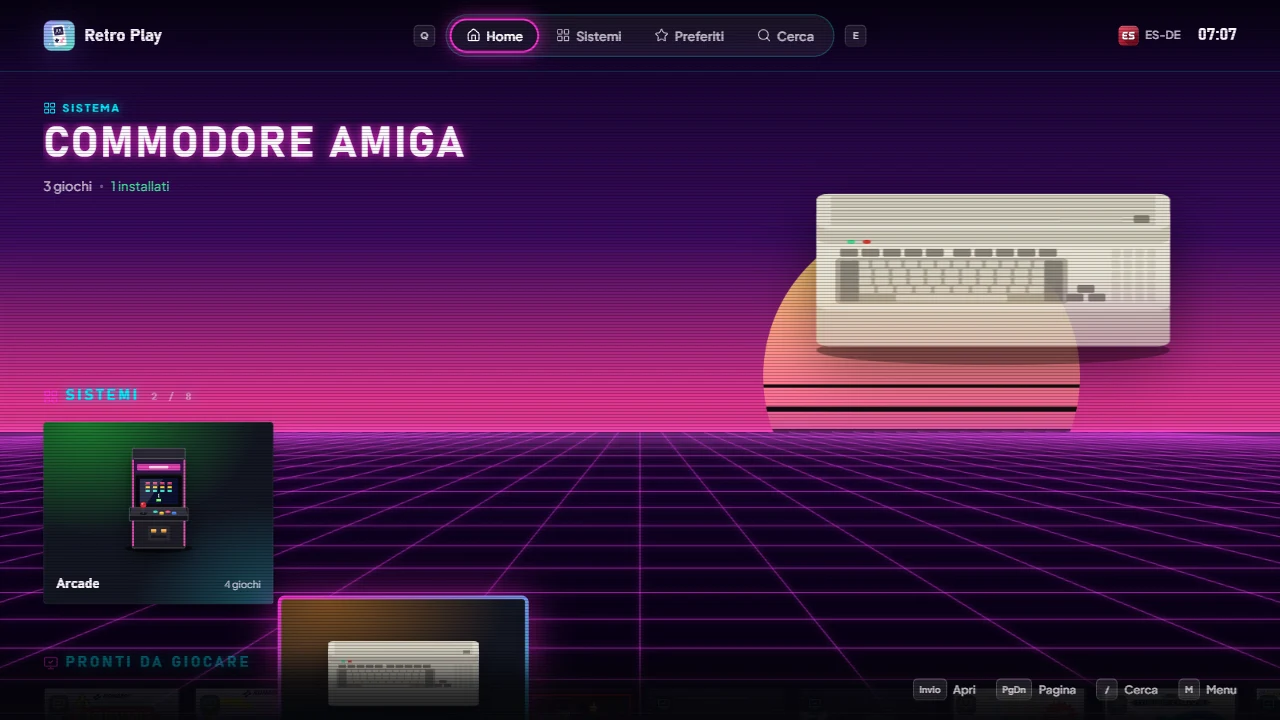 Retro Play
Q
Home
Sistemi
Preferiti
Cerca
E
ES
ES-DE
07:07
SISTEMA
COMMODORE AMIGA
3 giochi • 1 installati
SISTEMI 2 / 8
Arcade
4 giochi
PRONTI DA GIOCARE
Invio Apri
PgDn Pagina
/ Cerca
M Menu